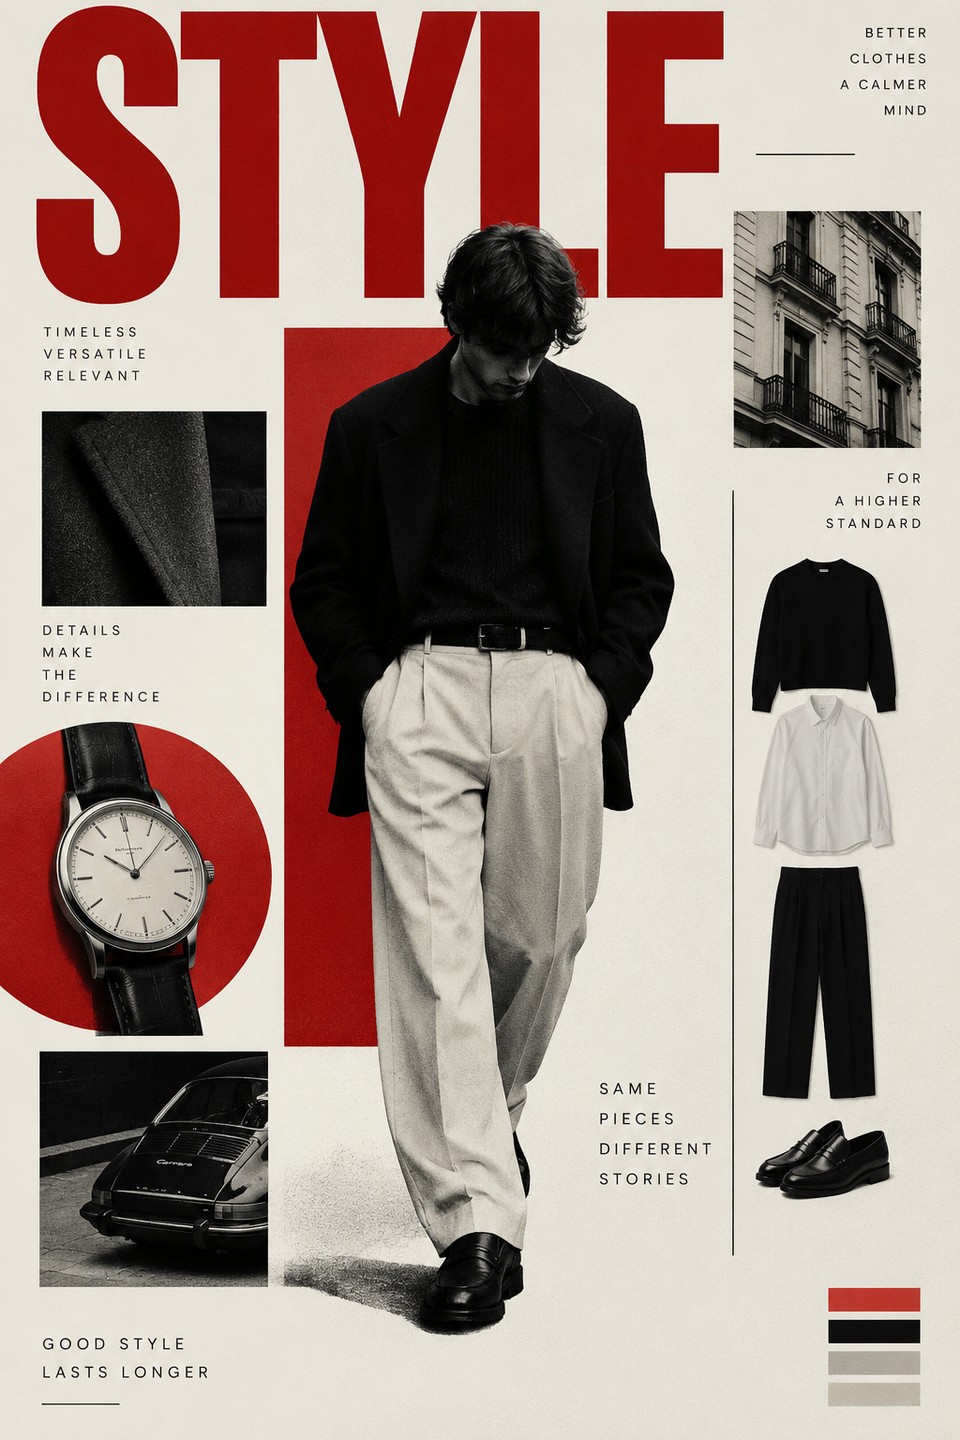 STYLE
BETTER
CLOTHES
A CALMER
MIND
TIMELESS
VERSATILE
RELEVANT
FOR
A HIGHER
STANDARD
DETAILS
MAKE
THE
DIFFERENCE
Carrera
SAME
PIECES
DIFFERENT
STORIES
GOOD STYLE
LASTS LONGER